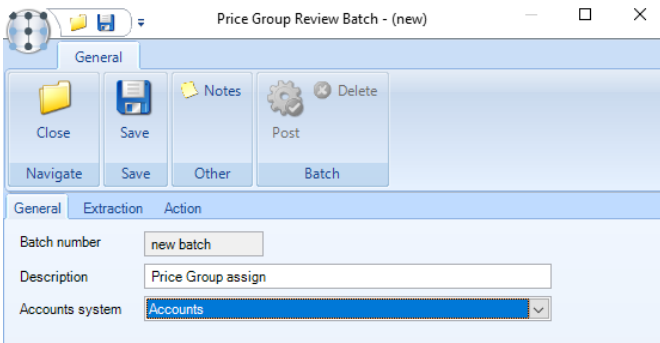 Price Group Review Batch - (new)
General
Close
Save
Notes
Post
Delete
Navigate
Save
Other
Batch
General Extraction Action
Batch number new batch
Description Price Group assign
Accounts system Accounts